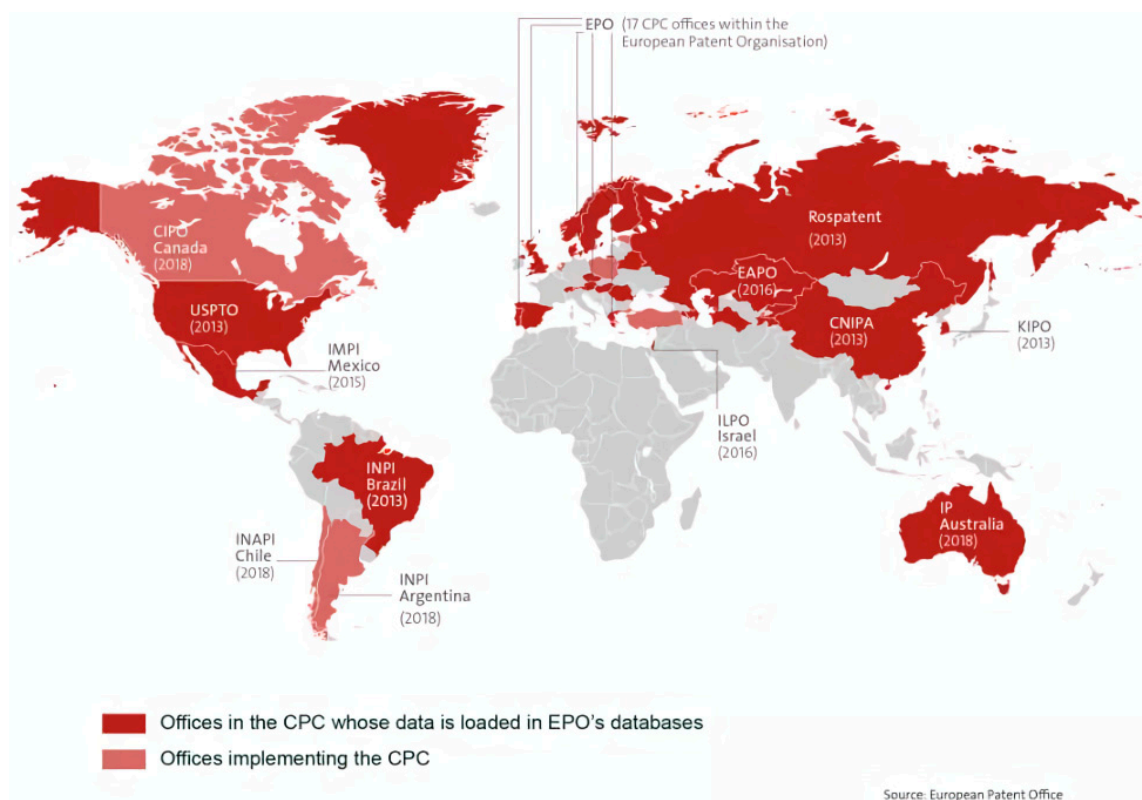 EPO (17 CPC offices within the
European Patent Organisation)
CIPO
Canada
(2018)
Rospatent
(2013)
EAPO
(2016)
USPTO
(2013)
CNIPA
(2013)
KIPO
(2013)
IMPI
Mexico
(2015)
ILPO
Israel
(2016)
INPI
Brazil
(2013)
IP
Australia
(2018)
INAPI
Chile
(2018)
INPI
Argentina
(2018)
Offices in the CPC whose data is loaded in EPO's databases
Offices implementing the CPC
Source: European Patent Office